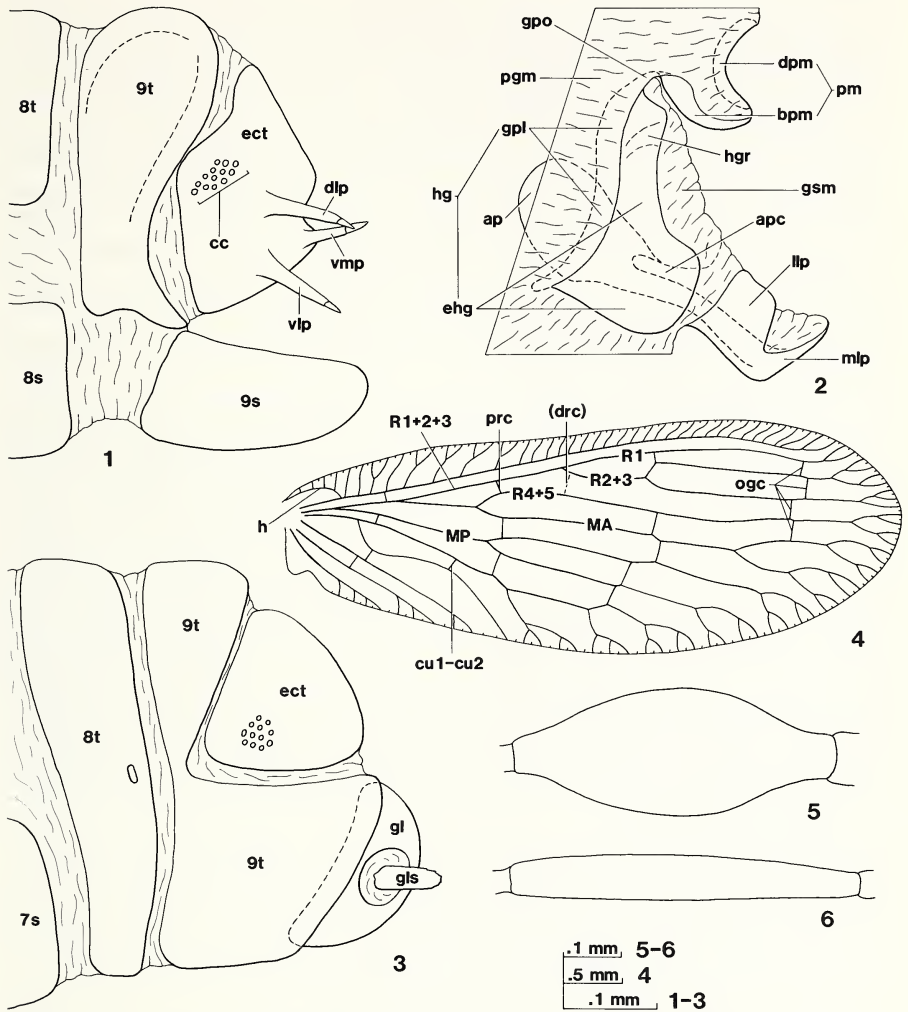 8t
9t
ect
cc
dlp
vmp
vlp
8s
9s
1
gpo
pgm
gpl
hg
ap
ehg
dpm
pm
bpm
hgr
gsm
apc
llp
mlp
2
R1+2+3
prc
(drc)
R1
R2+3
R4+5
ogc
h
MP
MA
cu1-cu2
4
9t
ect
8t
9t
gl
gls
7s
3
5
6
.1 mm 5-6
.5 mm 4
.1 mm 1-3